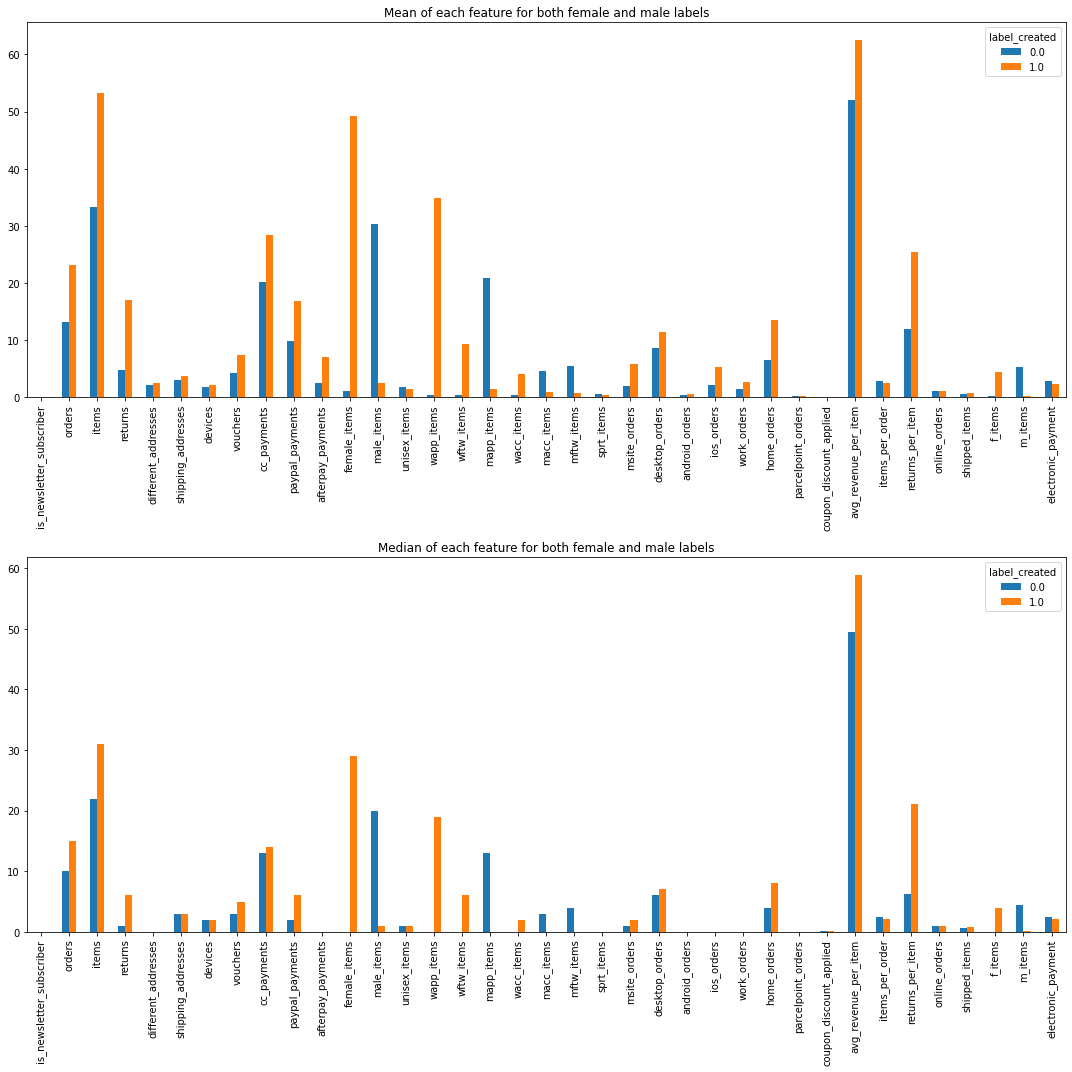 Mean of each feature for both female and male labels
label_created
0.0
1.0
60
50
40
30
20
10
0
is_newsletter_subscriber
orders
items
returns
different_addresses
shipping_addresses
devices
vouchers
cc_payments
paypal_payments
afterpay_payments
female_items
male_items
unisex_items
wapp_items
wftw_items
mapp_items
wacc_items
macc_items
mftw_items
sprt_items
msite_orders
desktop_orders
android_orders
ios_orders
work_orders
home_orders
parcelpoint_orders
coupon_discount_applied
avg_revenue_per_item
items_per_order
returns_per_item
online_orders
shipped_items
f_items
m_items
electronic_payment
Median of each feature for both female and male labels
label_created
0.0
1.0
60
50
40
30
20
10
0
is_newsletter_subscriber
orders
items
returns
different_addresses
shipping_addresses
devices
vouchers
cc_payments
paypal_payments
afterpay_payments
female_items
male_items
unisex_items
wapp_items
wftw_items
mapp_items
wacc_items
macc_items
mftw_items
sprt_items
msite_orders
desktop_orders
android_orders
ios_orders
work_orders
home_orders
parcelpoint_orders
coupon_discount_applied
avg_revenue_per_item
items_per_order
returns_per_item
online_orders
shipped_items
f_items
m_items
electronic_payment